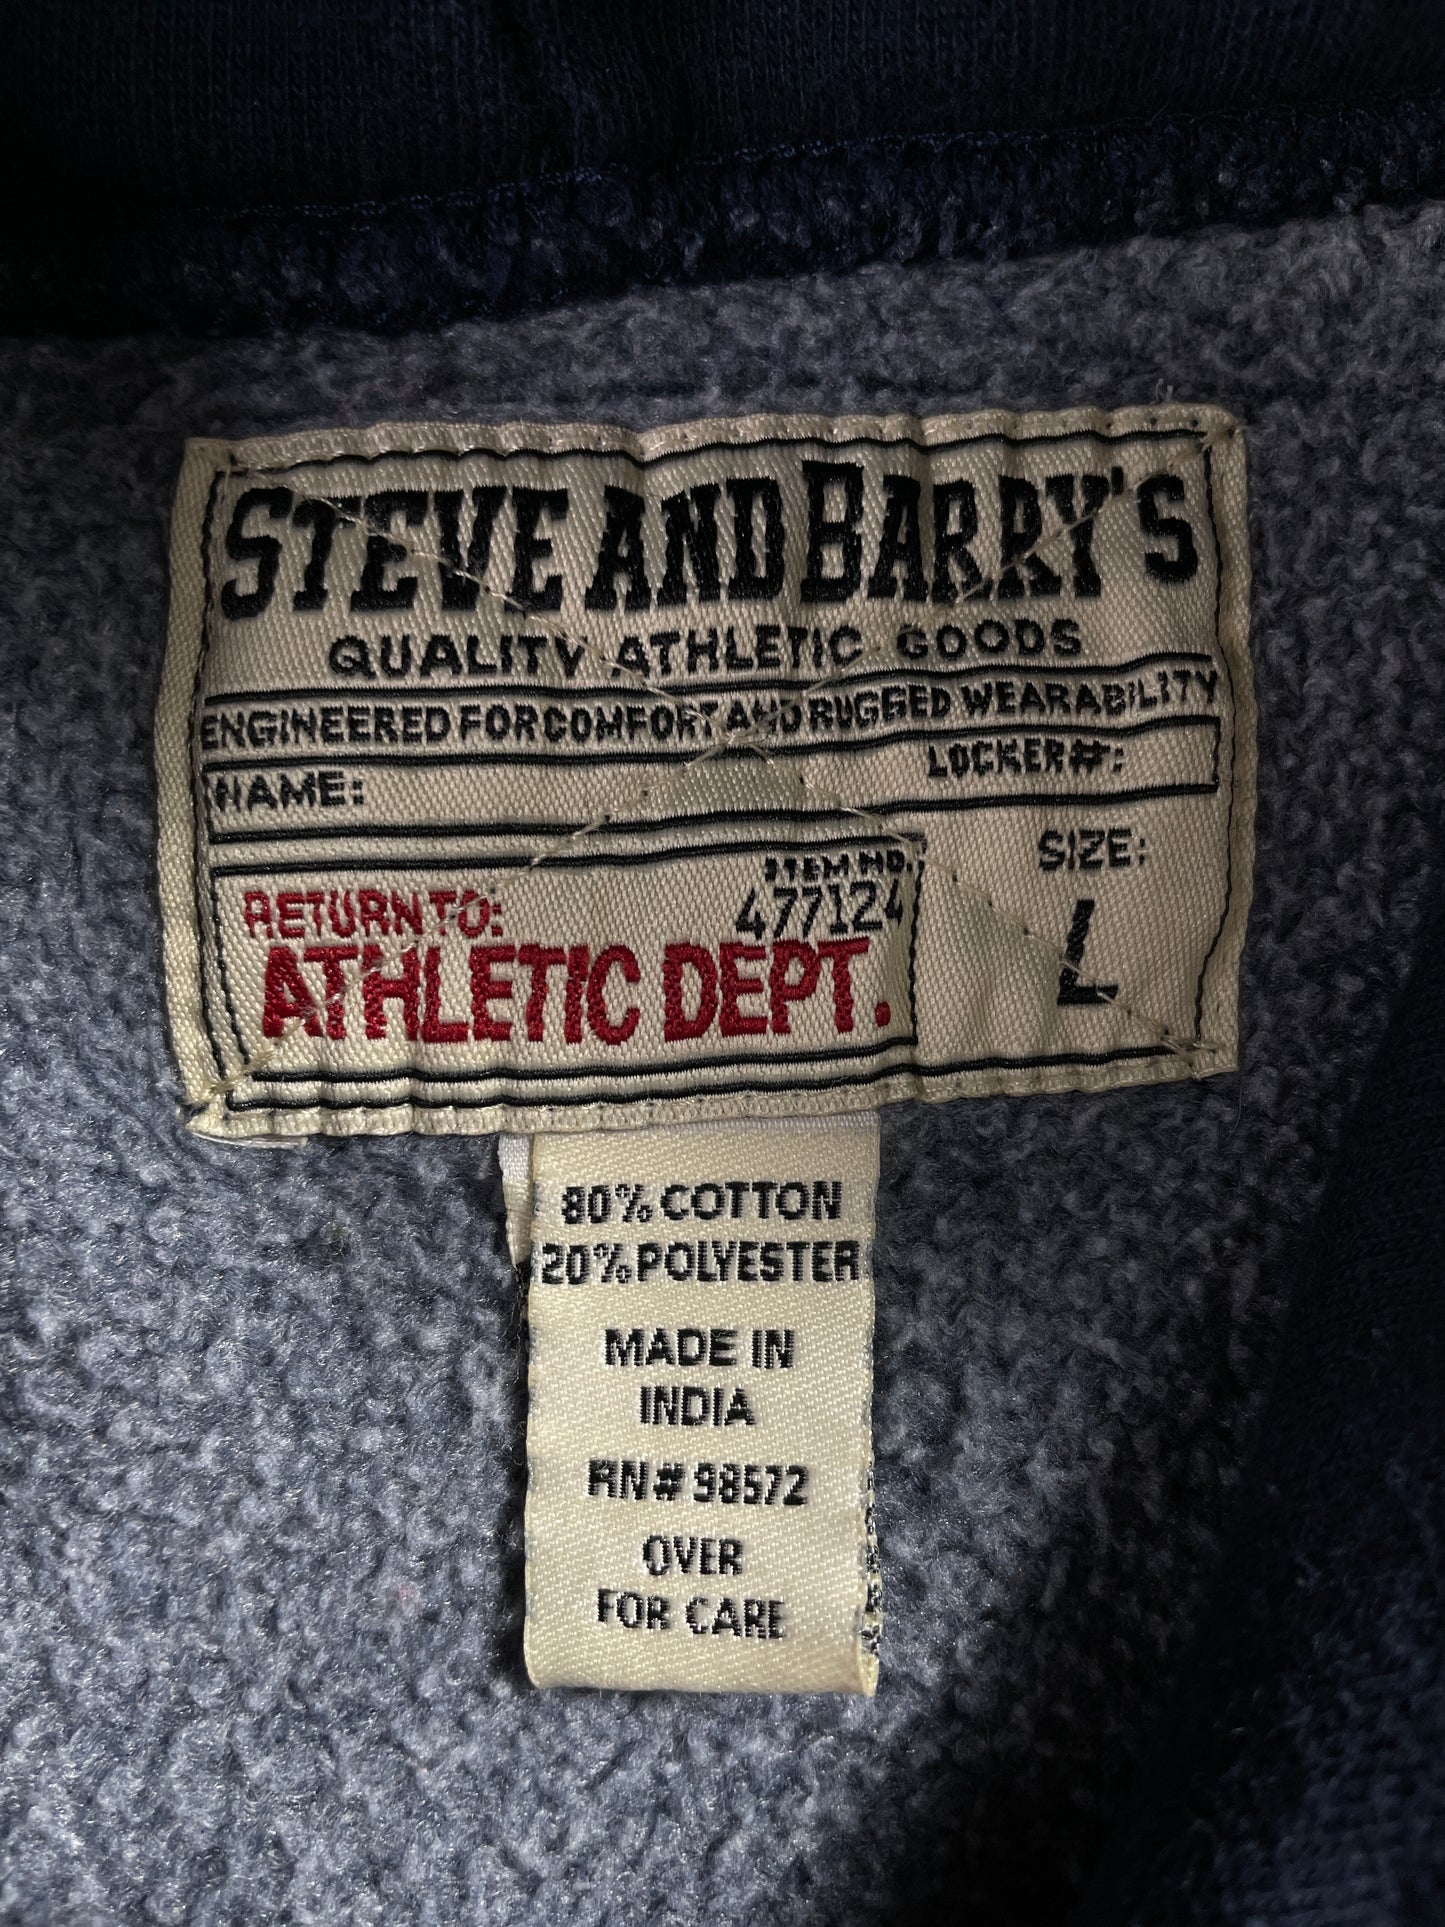 STEVE AND BARRY'S
QUALITY ATHLETIC GOODS
ENGINEERED FOR COMFORT AND RUGGED WEARABILITY
NAME: LOCKER#:
ITEM NO. SIZE:
RETURN TO: 477124 L
ATHLETIC DEPT.
80% COTTON
20% POLYESTER
MADE IN
INDIA
RN# 98572
OVER
FOR CARE